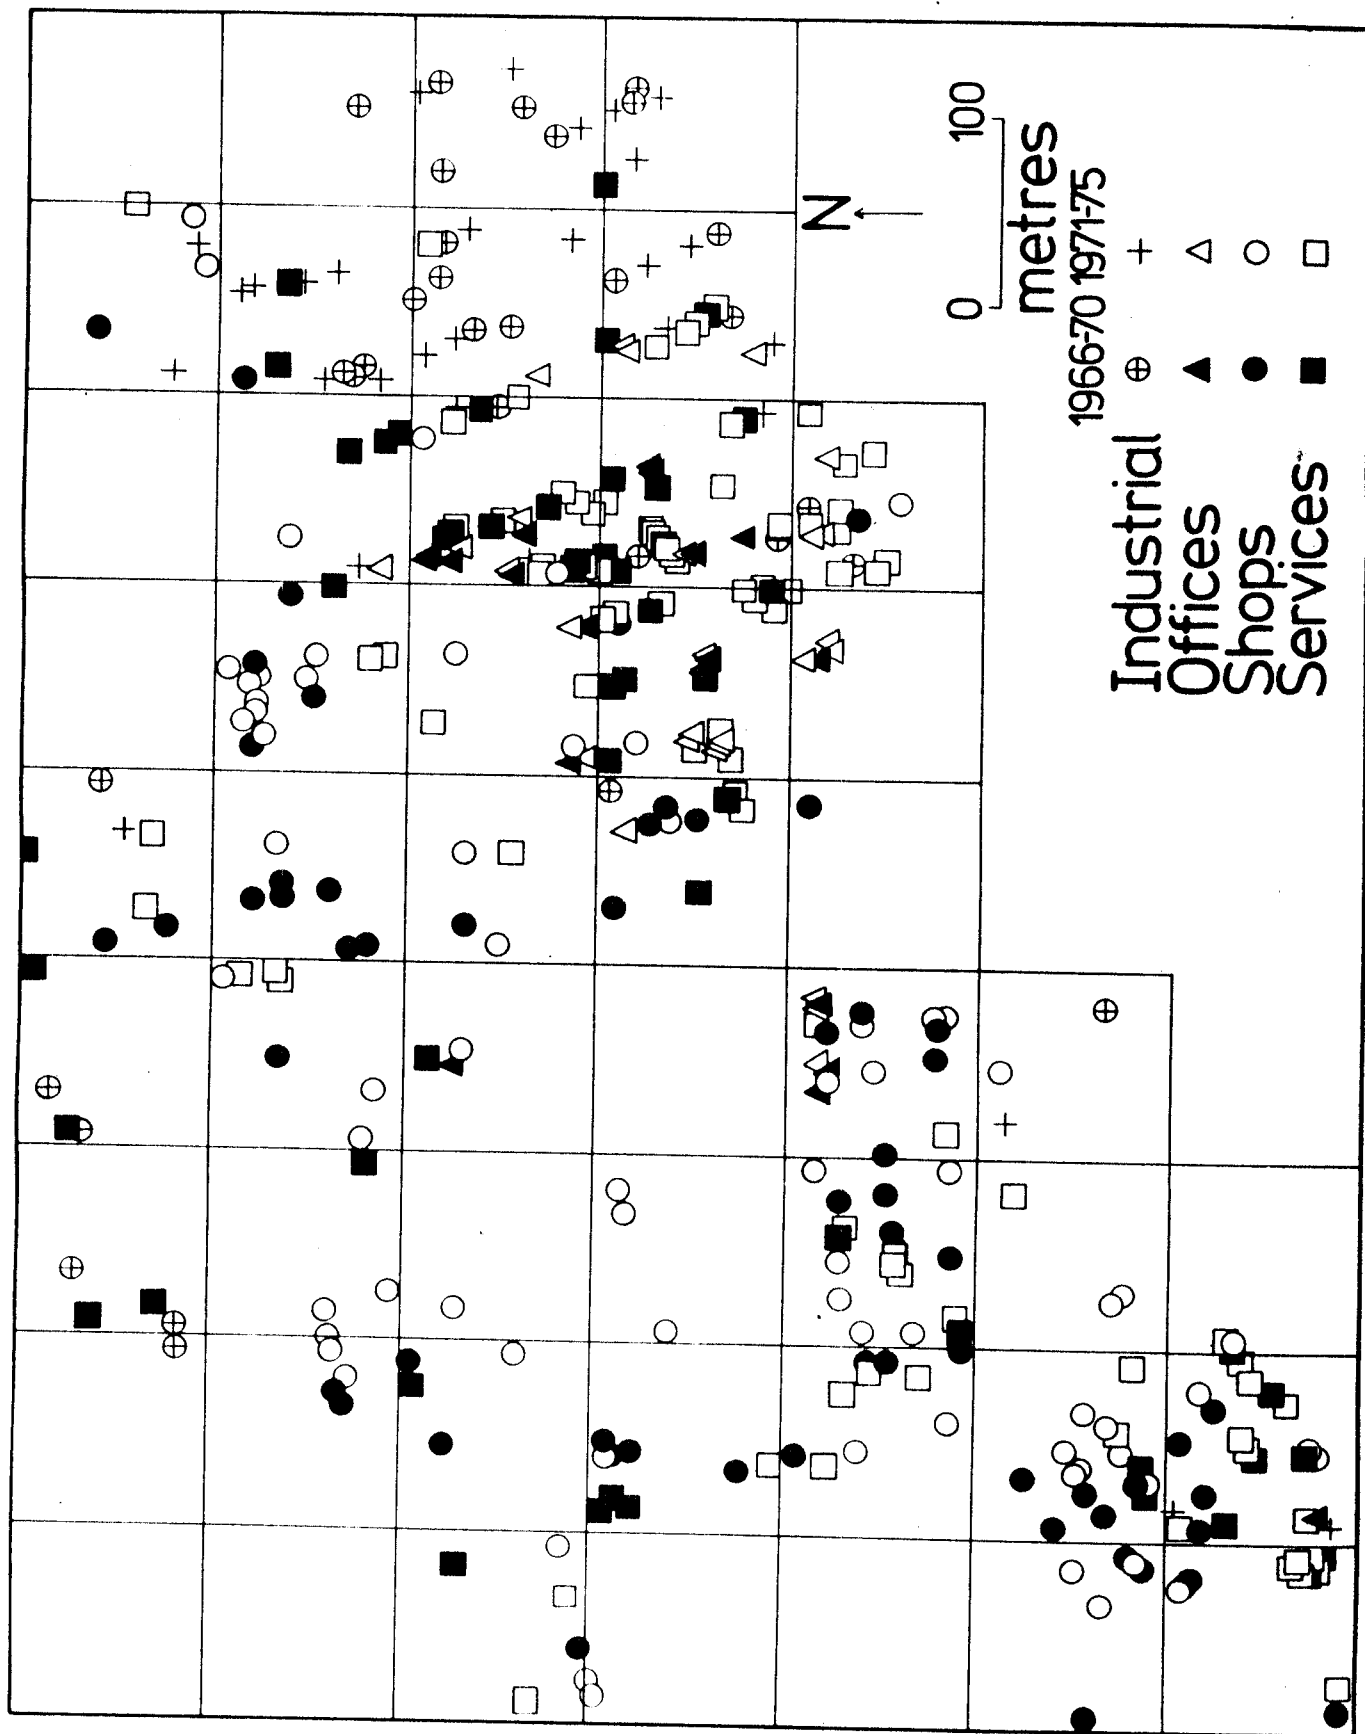 N
0 100
metres
1966-70 1971-75
Industrial
Offices
Shops
Services